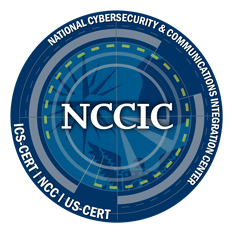 NATIONAL CYBERSECURITY & COMMUNICATIONS INTEGRATION CENTER
NCCIC
ICS-CERT | NCC | US-CERT